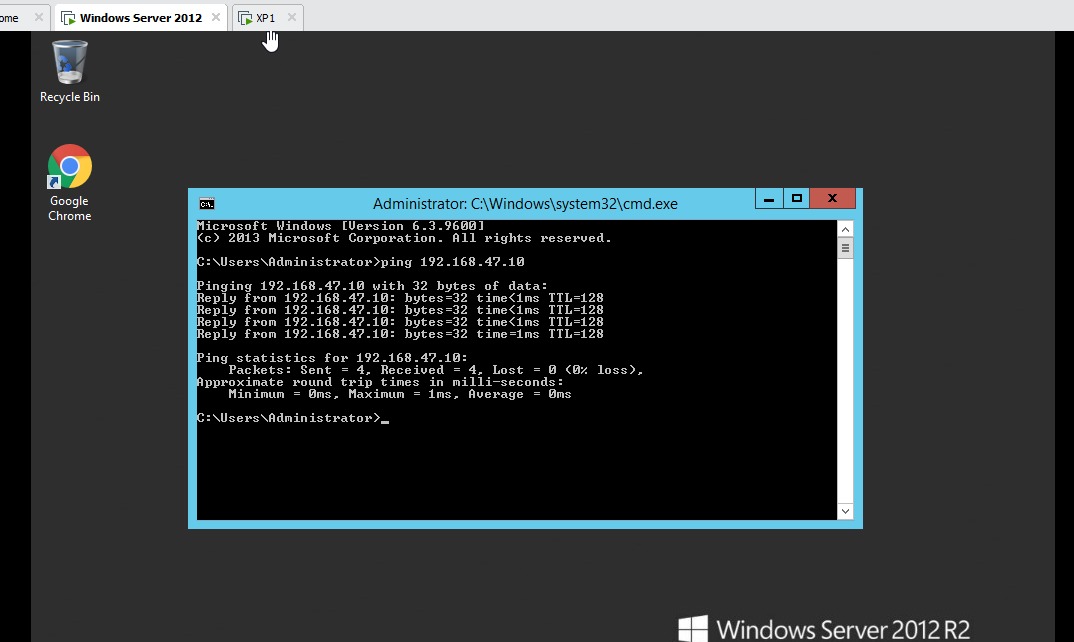 ome
Windows Server 2012
XP1
Recycle Bin
Google
Chrome
Administrator: C:\Windows\system32\cmd.exe
Microsoft Windows [Version 6.3.9600]
(c) 2013 Microsoft Corporation. All rights reserved.
C:\Users\Administrator>ping 192.168.47.10
Pinging 192.168.47.10 with 32 bytes of data:
Reply from 192.168.47.10: bytes=32 time<1ms TTL=128
Reply from 192.168.47.10: bytes=32 time<1ms TTL=128
Reply from 192.168.47.10: bytes=32 time<1ms TTL=128
Reply from 192.168.47.10: bytes=32 time=1ms TTL=128
Ping statistics for 192.168.47.10:
    Packets: Sent = 4, Received = 4, Lost = 0 (0% loss),
Approximate round trip times in milli-seconds:
    Minimum = 0ms, Maximum = 1ms, Average = 0ms
C:\Users\Administrator>_
Windows Server 2012 R2